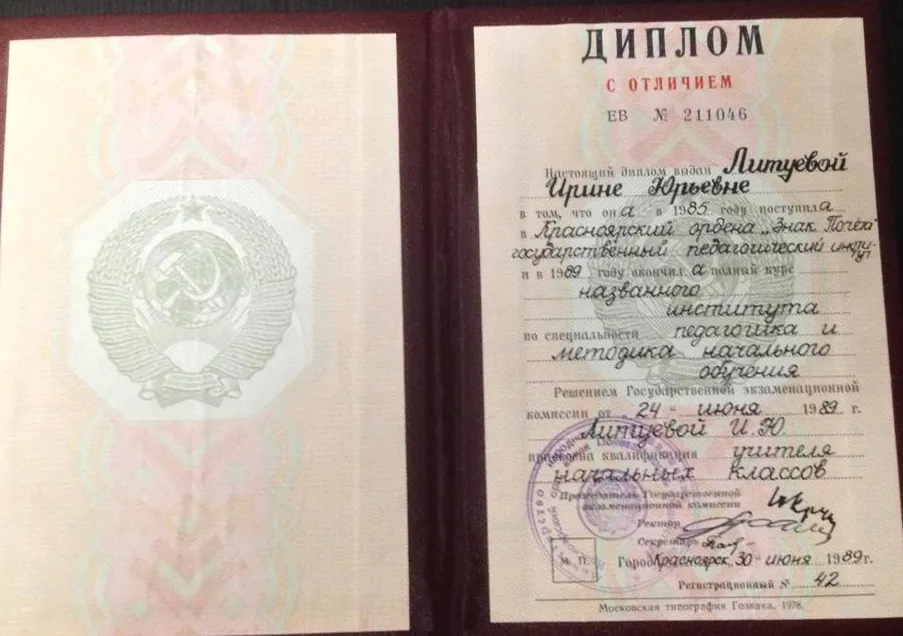 ДИПЛОМ
С ОТЛИЧИЕМ
ЕВ № 211046
Настоящий диплом выдан Литуевой
Ирине Юрьевне
в том, что она в 1985 году поступила
в Красноярский ордена „Знак Почета"
государственный педагогический инсту-
и в 1989 году окончила полный курс
названного
института
по специальности педагогика и
методика начального
обучения
Решением Государственной экзаменационной
комиссии от „24" июня 1989 г.
Литуевой И.Ю.
присвоена квалификация учителя
начальных классов
Председатель Государственной
экзаменационной комиссии
Ректор
Секретарь
М. П.
Город Красноярск „30" июня 1989 г.
Регистрационный № 42
Московская типография Гознака, 1978.